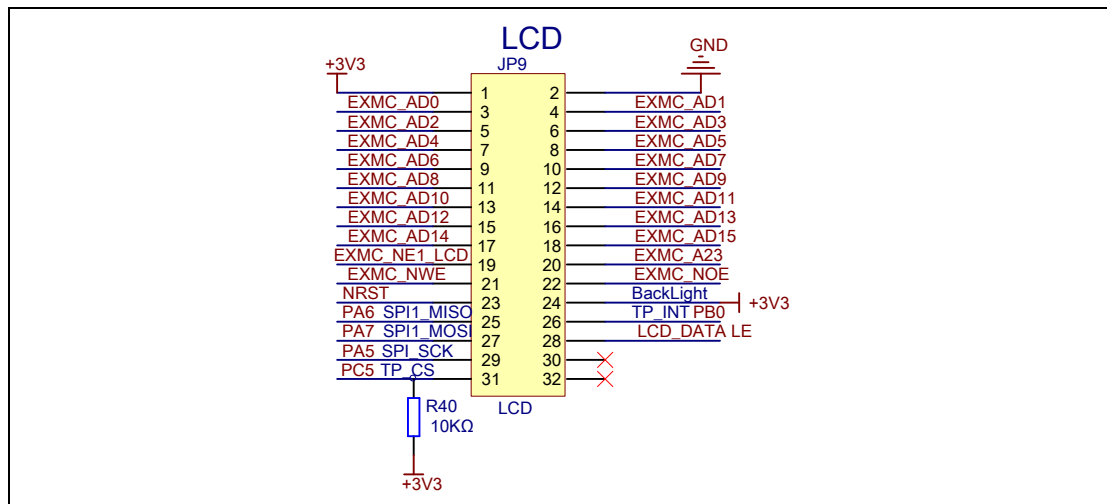 LCD
JP9
+3V3
GND
1 2
EXMC_AD0 3 4 EXMC_AD1
EXMC_AD2 5 6 EXMC_AD3
EXMC_AD4 7 8 EXMC_AD5
EXMC_AD6 9 10 EXMC_AD7
EXMC_AD8 11 12 EXMC_AD9
EXMC_AD10 13 14 EXMC_AD11
EXMC_AD12 15 16 EXMC_AD13
EXMC_AD14 17 18 EXMC_AD15
EXMC_NE1_LCD 19 20 EXMC_A23
EXMC_NWE 21 22 EXMC_NOE
NRST 23 24 BackLight +3V3
PA6 SPI1_MISO 25 26 TP_INT PB0
PA7 SPI1_MOSI 27 28 LCD_DATA LE
PA5 SPI_SCK 29 30
PC5 TP_CS 31 32
LCD
R40
10KΩ
+3V3